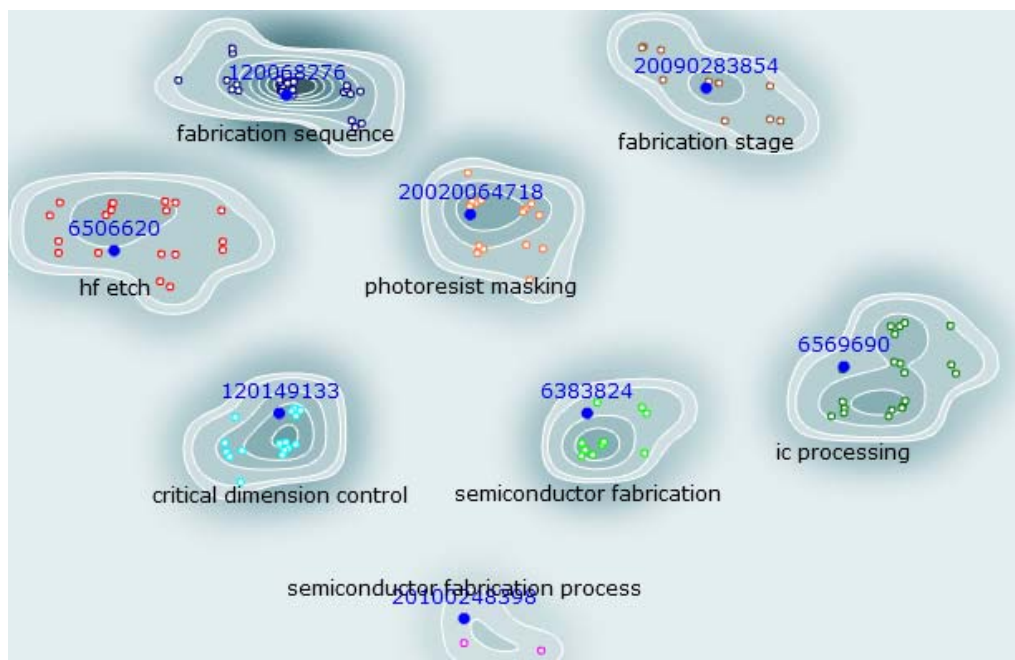 120068276
fabrication sequence
20090283854
fabrication stage
6506620
hf etch
20020064718
photoresist masking
6569690
ic processing
120149133
critical dimension control
6383824
semiconductor fabrication
semiconductor fabrication process
20100248398